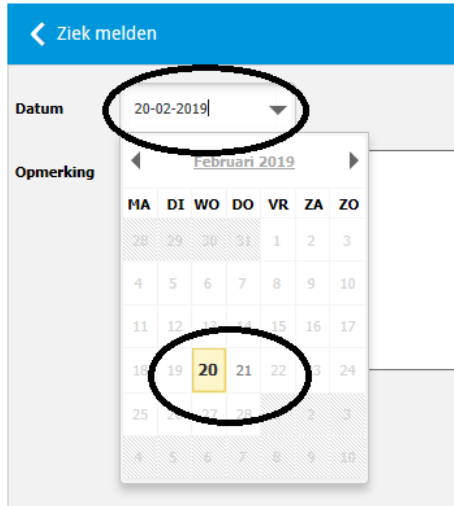 Ziek melden
Datum 20-02-2019
Opmerking
Februari 2019
MA DI WO DO VR ZA ZO
28 29 30 31 1 2 3
4 5 6 7 8 9 10
11 12 13 14 15 16 17
18 19 20 21 22 23 24
25 26 27 28 2 3
4 5 6 7 8 9 10